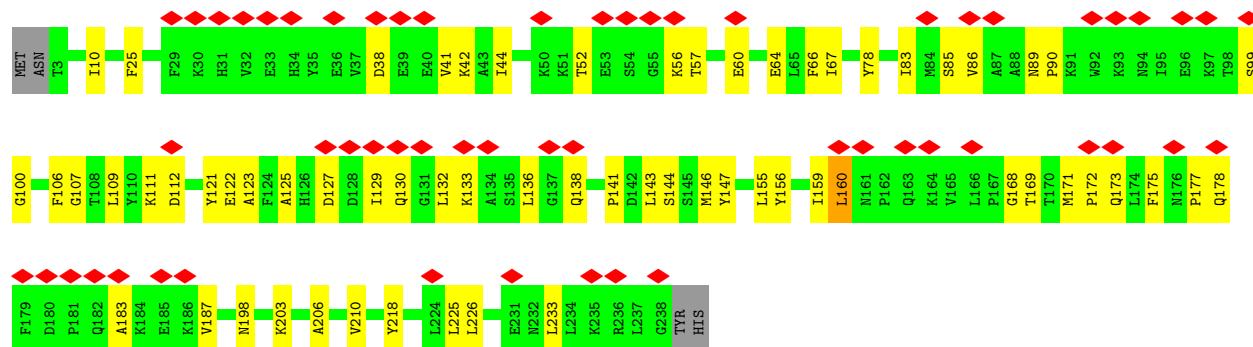 MET ASN T3 I10 F25 F29 K30 H31 V32 E33 H34 Y35 E36 V37 D38 E39 E40 V41 K42 A43 I44 K50 K51 T52 E53 S54 G55 K56 T57 E60 E64 L65 F66 I67 Y78 I83 M84 S85 V86 A87 A88 N89 P90 K91 W92 K93 N94 I95 E96 K97 T98 S99
G100 F106 G107 T108 L109 Y110 K111 D112 Y121 E122 A123 F124 A125 H126 D127 D128 I129 Q130 G131 L132 K133 A134 S135 L136 G137 Q138 P141 D142 L143 S144 S145 M146 Y147 L155 Y156 I159 L160 N161 P162 Q163 K164 V165 L166 P167 G168 T169 T170 M171 P172 Q173 L174 F175 N176 P177 Q178
F179 D180 P181 Q182 A183 K184 E185 K186 V187 N198 K203 A206 V210 Y218 L224 L225 L226 E231 N232 L233 L234 K235 R236 L237 G238 TYR HIS